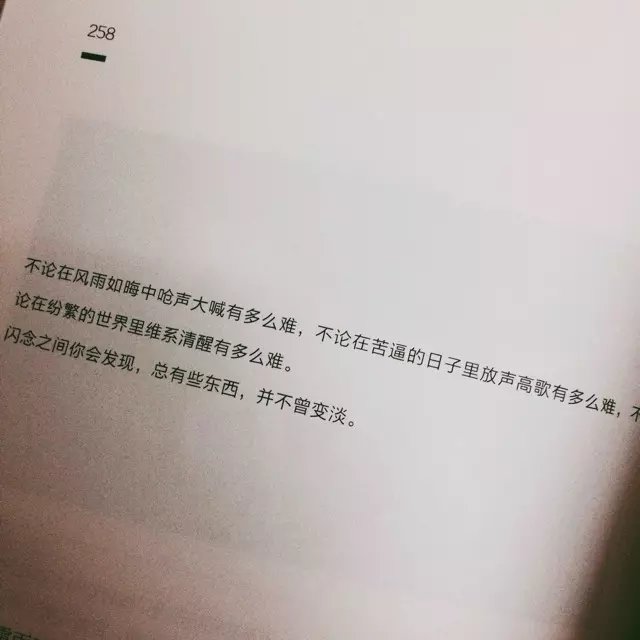 258
不论在风雨如晦中呛声大喊有多么难，不论在苦逼的日子里放声高歌有多么难，不
论在纷繁的世界里维系清醒有多么难。
闪念之间你会发现，总有些东西，并不曾变淡。